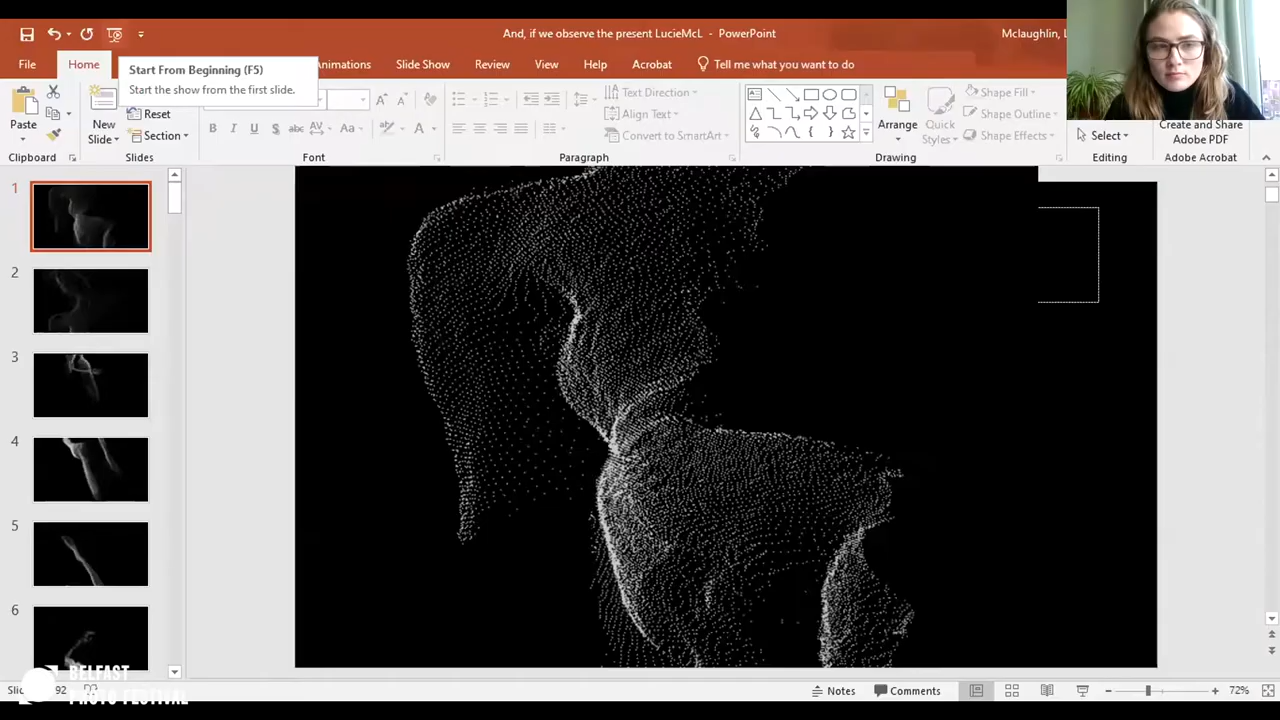 And, if we observe the present LucieMcL - PowerPoint
Mclaughlin, L
File
Home
Animations
Slide Show
Review
View
Help
Acrobat
Tell me what you want to do
Start From Beginning (F5)
Start the show from the first slide.
Paste
New
Slide
Reset
Section
Clipboard
Slides
B
S
abc
AV
Aa
A
Font
Text Direction
Align Text
Convert to SmartArt
Paragraph
Arrange
Quick
Styles
Shape Fill
Shape Outline
Shape Effects
Drawing
Select
Editing
Create and Share
Adobe PDF
Adobe Acrobat
1
2
3
4
5
6
BELFAST
PHOTO FESTIVAL
92
Notes
Comments
72%